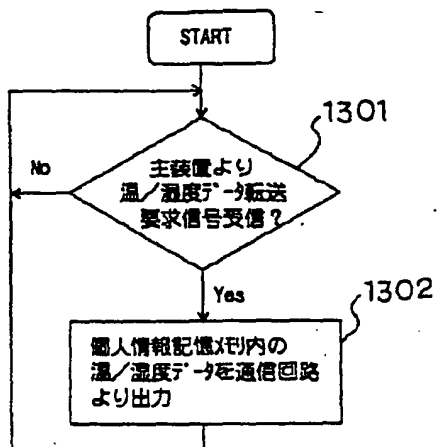 START
1301
No
主装置より
温／湿度データ転送
要求信号受信？
Yes
1302
個人情報記憶メモリ内の
温／湿度データを通信回路
より出力